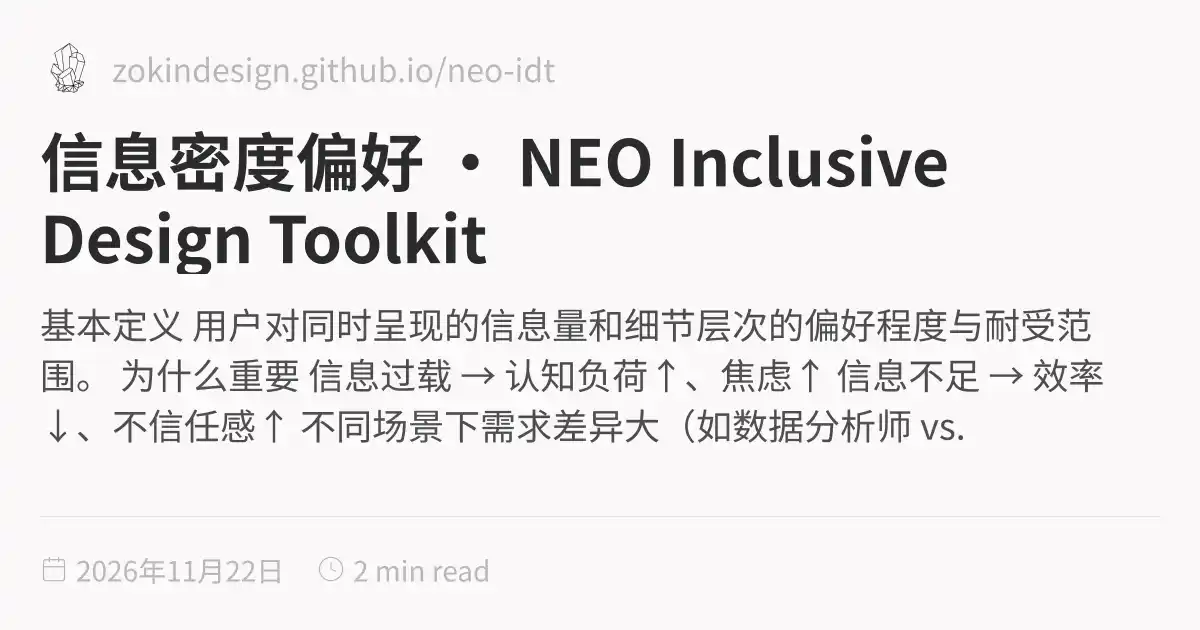 zokindesign.github.io/neo-idt
信息密度偏好 • NEO Inclusive
Design Toolkit
基本定义 用户对同时呈现的信息量和细节层次的偏好程度与耐受范
围。 为什么重要 信息过载 → 认知负荷↑、焦虑↑ 信息不足 → 效率
↓、不信任感↑ 不同场景下需求差异大（如数据分析师 vs.
2026年11月22日 2 min read